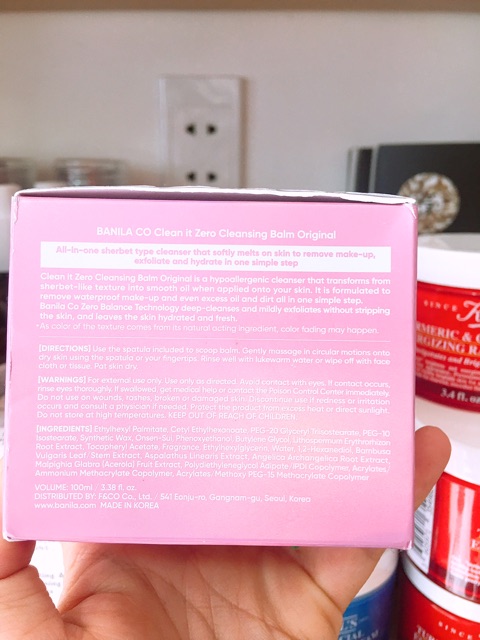 BANILA CO Clean it Zero Cleansing Balm Original
All-in-one sherbet type cleanser that softly melts on skin to remove make-up,
exfoliate and hydrate in one simple step
Clean it Zero Cleansing Balm Original is a hypoallergenic cleanser that transforms from
sherbet-like texture into smooth oil when applied onto your skin. It is formulated to
remove waterproof make-up and even excess oil and dirt all in one simple step.
Banila Co Zero Balance Technology deep-cleanses and mildly exfoliates without stripping
the skin, and leaves the skin hydrated and fresh.
*As color of the texture comes from its natural acting ingredient, color fading may happen.
[DIRECTIONS] Use the spatula included to scoop balm. Gently massage in circular motions onto
dry skin using the spatula or your fingertips. Rinse well with lukewarm water or wipe off with face
cloth or tissue. Pat skin dry.
[WARNINGS] For external use only. Use only as directed. Avoid contact with eyes. If contact occurs,
rinse eyes thoroughly. If swallowed, get medical help or contact the Poison Control Center immediately.
Do not use on wounds, rashes, broken or damaged skin. Discontinue use if redness or irritation
occurs and consult a physician if needed. Protect the product from excess heat or direct sunlight.
Do not store at high temperatures. KEEP OUT OF REACH OF CHILDREN.
[INGREDIENTS] Ethylhexyl Palmitate, Cetyl Ethylhexanoate, PEG-20 Glyceryl Triisostearate, PEG-10
Isostearate, Synthetic Wax, Phenoxyethanol, Butylene Glycol, Lithospermum Erythrorhizon
Root Extract, Tocopheryl Acetate, Fragrance, Ethylhexylglycerin, Water, 1,2-Hexanediol, Bambusa
Vulgaris Leaf/ Stem Extract, Asparathus Linearis Extract, Angelica Archangelica Root Extract,
Malpighia Glabra (Acerola) Fruit Extract, Polydiethyleneglycol Adipate/IPDI Copolymer, Acrylates/
Ammonium Methacrylate Copolymer, Acrylates/Methoxy PEG-15 Methacrylate Copolymer
VOLUME: 100ml / 3.38 fl. oz.
DISTRIBUTED BY: F&CO Co., Ltd. / 541 Eonju-ro, Gangnam-gu, Seoul, Korea
www.banila.com MADE IN KOREA
SINCE
3.4 fl.
SINCE